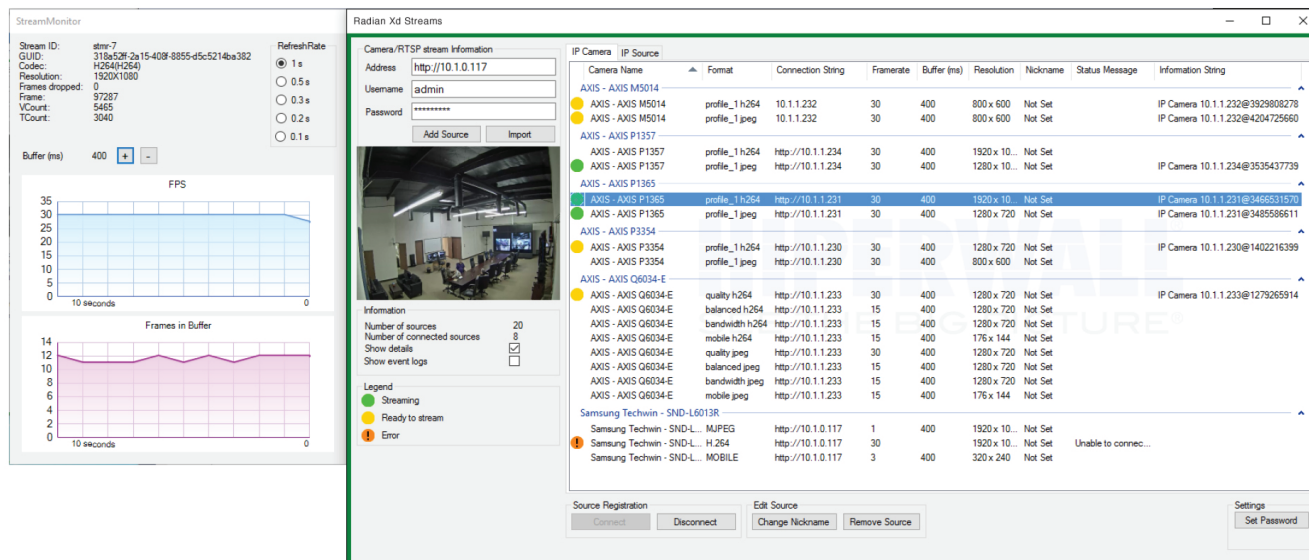 StreamMonitor
Stream ID: stmr-7
GUID: 318a52ff-2a15-408f-8855-d5c5214ba382
Codec: H264(H264)
Resolution: 1920X1080
Frames dropped: 0
Frame: 97287
VCount: 5465
TCount: 3040
RefreshRate
1 s
0.5 s
0.3 s
0.2 s
0.1 s
Buffer (ms) 400 + -
FPS
35
30
25
20
15
10
5
0
10 seconds 0
Frames in Buffer
14
12
10
8
6
4
2
0
10 seconds 0
Radian Xd Streams
Camera/RTSP stream Information
Address http://10.1.0.117
Username admin
Password *********
Add Source Import
Information
Number of sources 20
Number of connected sources 8
Show details
Show event logs
Legend
Streaming
Ready to stream
! Error
IP Camera IP Source
Camera Name Format Connection String Framerate Buffer (ms) Resolution Nickname Status Message Information String
AXIS - AXIS M5014
AXIS - AXIS M5014 profile_1 h264 10.1.1.232 30 400 800 x 600 Not Set IP Camera 10.1.1.232@3929808278
AXIS - AXIS M5014 profile_1 jpeg 10.1.1.232 30 400 800 x 600 Not Set IP Camera 10.1.1.232@4204725660
AXIS - AXIS P1357
AXIS - AXIS P1357 profile_1 h264 http://10.1.1.234 30 400 1920 x 10... Not Set
AXIS - AXIS P1357 profile_1 jpeg http://10.1.1.234 30 400 1280 x 10... Not Set IP Camera 10.1.1.234@3535437739
AXIS - AXIS P1365
AXIS - AXIS P1365 profile_1 h264 http://10.1.1.231 30 400 1920 x 10... Not Set IP Camera 10.1.1.231@3466531570
AXIS - AXIS P1365 profile_1 jpeg http://10.1.1.231 30 400 1280 x 720 Not Set IP Camera 10.1.1.231@3485586611
AXIS - AXIS P3354
AXIS - AXIS P3354 profile_1 h264 http://10.1.1.230 30 400 1280 x 720 Not Set IP Camera 10.1.1.230@1402216399
AXIS - AXIS P3354 profile_1 jpeg http://10.1.1.230 30 400 800 x 600 Not Set
AXIS - AXIS Q6034-E
AXIS - AXIS Q6034-E quality h264 http://10.1.1.233 30 400 1280 x 720 Not Set IP Camera 10.1.1.233@1279265914
AXIS - AXIS Q6034-E balanced h264 http://10.1.1.233 15 400 1280 x 720 Not Set
AXIS - AXIS Q6034-E bandwidth h264 http://10.1.1.233 15 400 1280 x 720 Not Set
AXIS - AXIS Q6034-E mobile h264 http://10.1.1.233 15 400 176 x 144 Not Set
AXIS - AXIS Q6034-E quality jpeg http://10.1.1.233 30 400 1280 x 720 Not Set
AXIS - AXIS Q6034-E balanced jpeg http://10.1.1.233 15 400 1280 x 720 Not Set
AXIS - AXIS Q6034-E bandwidth jpeg http://10.1.1.233 15 400 1280 x 720 Not Set
AXIS - AXIS Q6034-E mobile jpeg http://10.1.1.233 15 400 176 x 144 Not Set
Samsung Techwin - SND-L6013R
Samsung Techwin - SND-L... MJPEG http://10.1.0.117 1 400 1920 x 10... Not Set
! Samsung Techwin - SND-L... H.264 http://10.1.0.117 30 1920 x 10... Not Set Unable to connec...
Samsung Techwin - SND-L... MOBILE http://10.1.0.117 3 400 320 x 240 Not Set
Source Registration
Connect Disconnect
Edit Source
Change Nickname Remove Source
Settings
Set Password